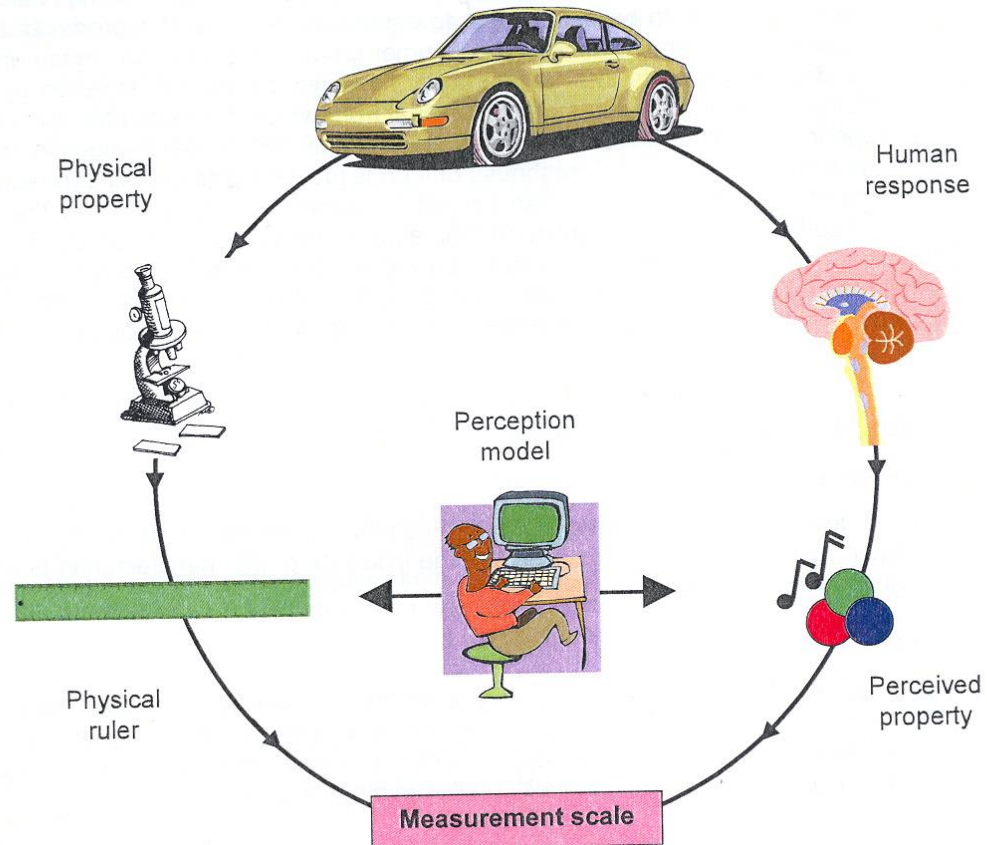 Physical
property
Human
response
Perception
model
Physical
ruler
Perceived
property
Measurement scale